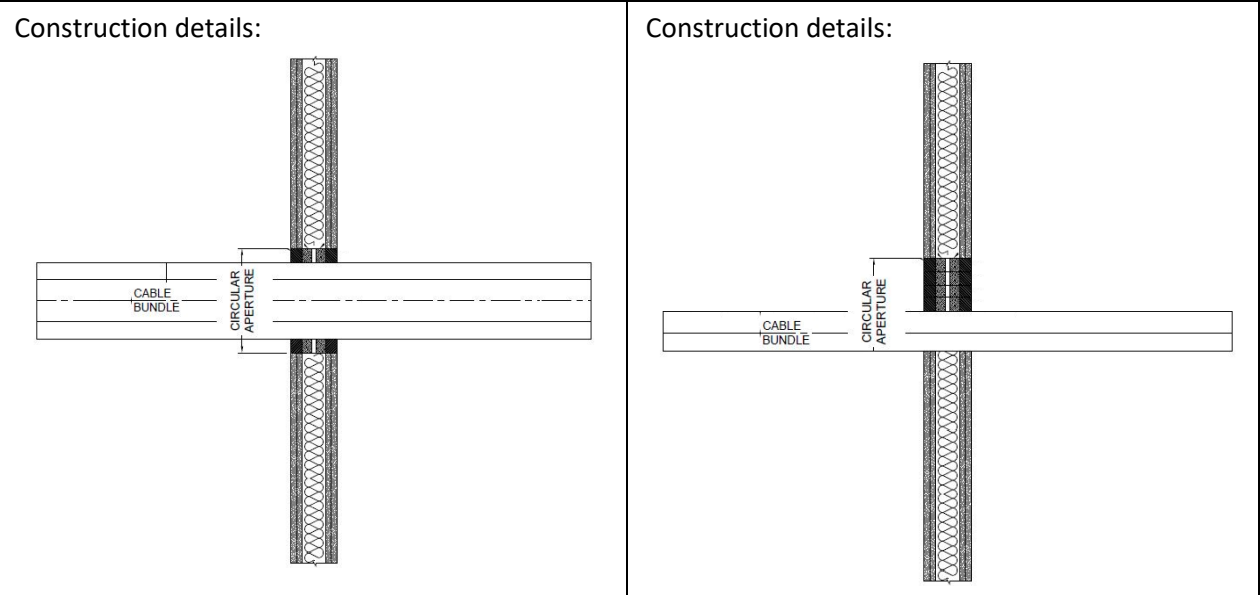 Construction details:
CABLE
BUNDLE
CIRCULAR
APERTURE
Construction details:
CABLE
BUNDLE
CIRCULAR
APERTURE